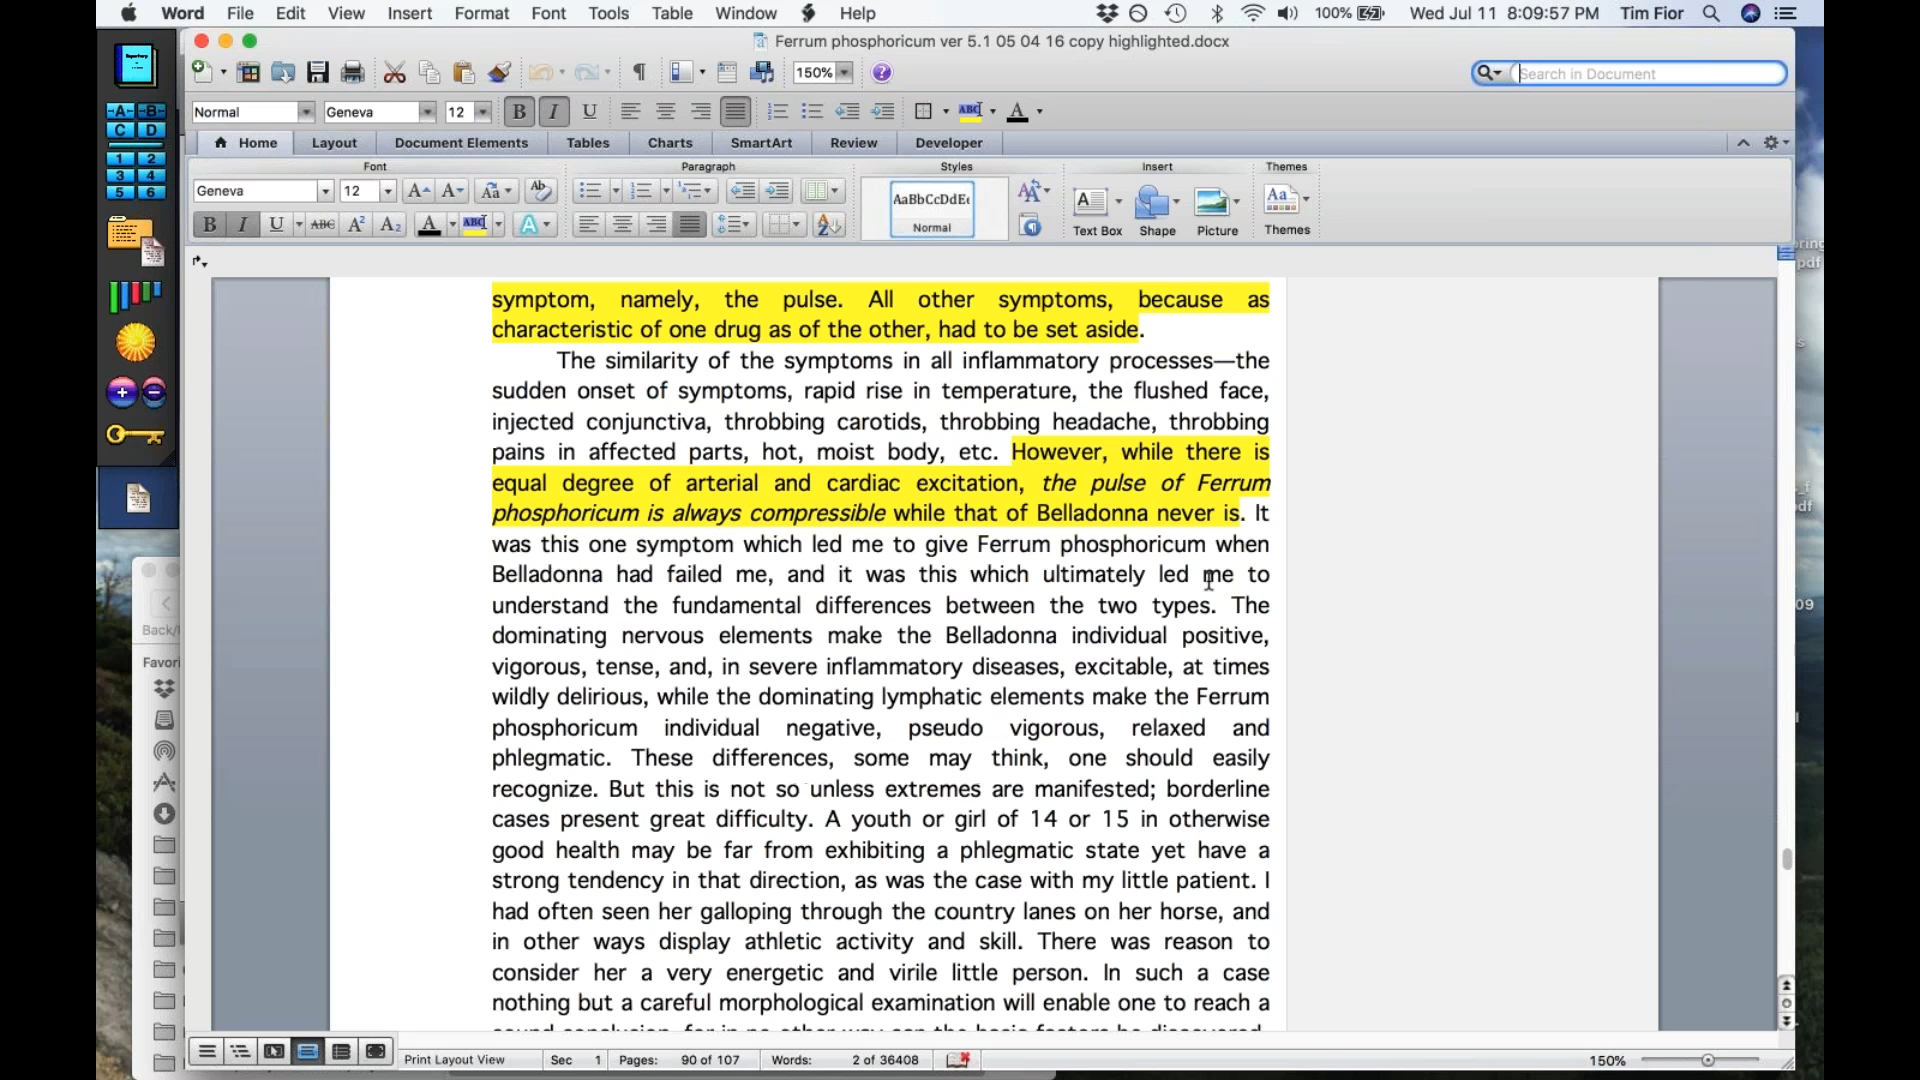 Word File Edit View Insert Format Font Tools Table Window Help 100% Wed Jul 11 8:09:57 PM Tim Fior
Ferrum phosphoricum ver 5.1 05 04 16 copy highlighted.docx
150% Search in Document
Normal Geneva 12 B I U ABC A
Home Layout Document Elements Tables Charts SmartArt Review Developer
Font Paragraph Styles Insert Themes
Geneva 12
AaBbCcDdEe
Normal
Text Box Shape Picture Themes
A B
C D
1 2
3 4
5 6
symptom, namely, the pulse. All other symptoms, because as
characteristic of one drug as of the other, had to be set aside.
The similarity of the symptoms in all inflammatory processes—the
sudden onset of symptoms, rapid rise in temperature, the flushed face,
injected conjunctiva, throbbing carotids, throbbing headache, throbbing
pains in affected parts, hot, moist body, etc. However, while there is
equal degree of arterial and cardiac excitation, the pulse of Ferrum
phosphoricum is always compressible while that of Belladonna never is. It
was this one symptom which led me to give Ferrum phosphoricum when
Belladonna had failed me, and it was this which ultimately led me to
understand the fundamental differences between the two types. The
dominating nervous elements make the Belladonna individual positive,
vigorous, tense, and, in severe inflammatory diseases, excitable, at times
wildly delirious, while the dominating lymphatic elements make the Ferrum
phosphoricum individual negative, pseudo vigorous, relaxed and
phlegmatic. These differences, some may think, one should easily
recognize. But this is not so unless extremes are manifested; borderline
cases present great difficulty. A youth or girl of 14 or 15 in otherwise
good health may be far from exhibiting a phlegmatic state yet have a
strong tendency in that direction, as was the case with my little patient. I
had often seen her galloping through the country lanes on her horse, and
in other ways display athletic activity and skill. There was reason to
consider her a very energetic and virile little person. In such a case
nothing but a careful morphological examination will enable one to reach a
Back/
Favori
09
Print Layout View Sec 1 Pages: 90 of 107 Words: 2 of 36408 150%